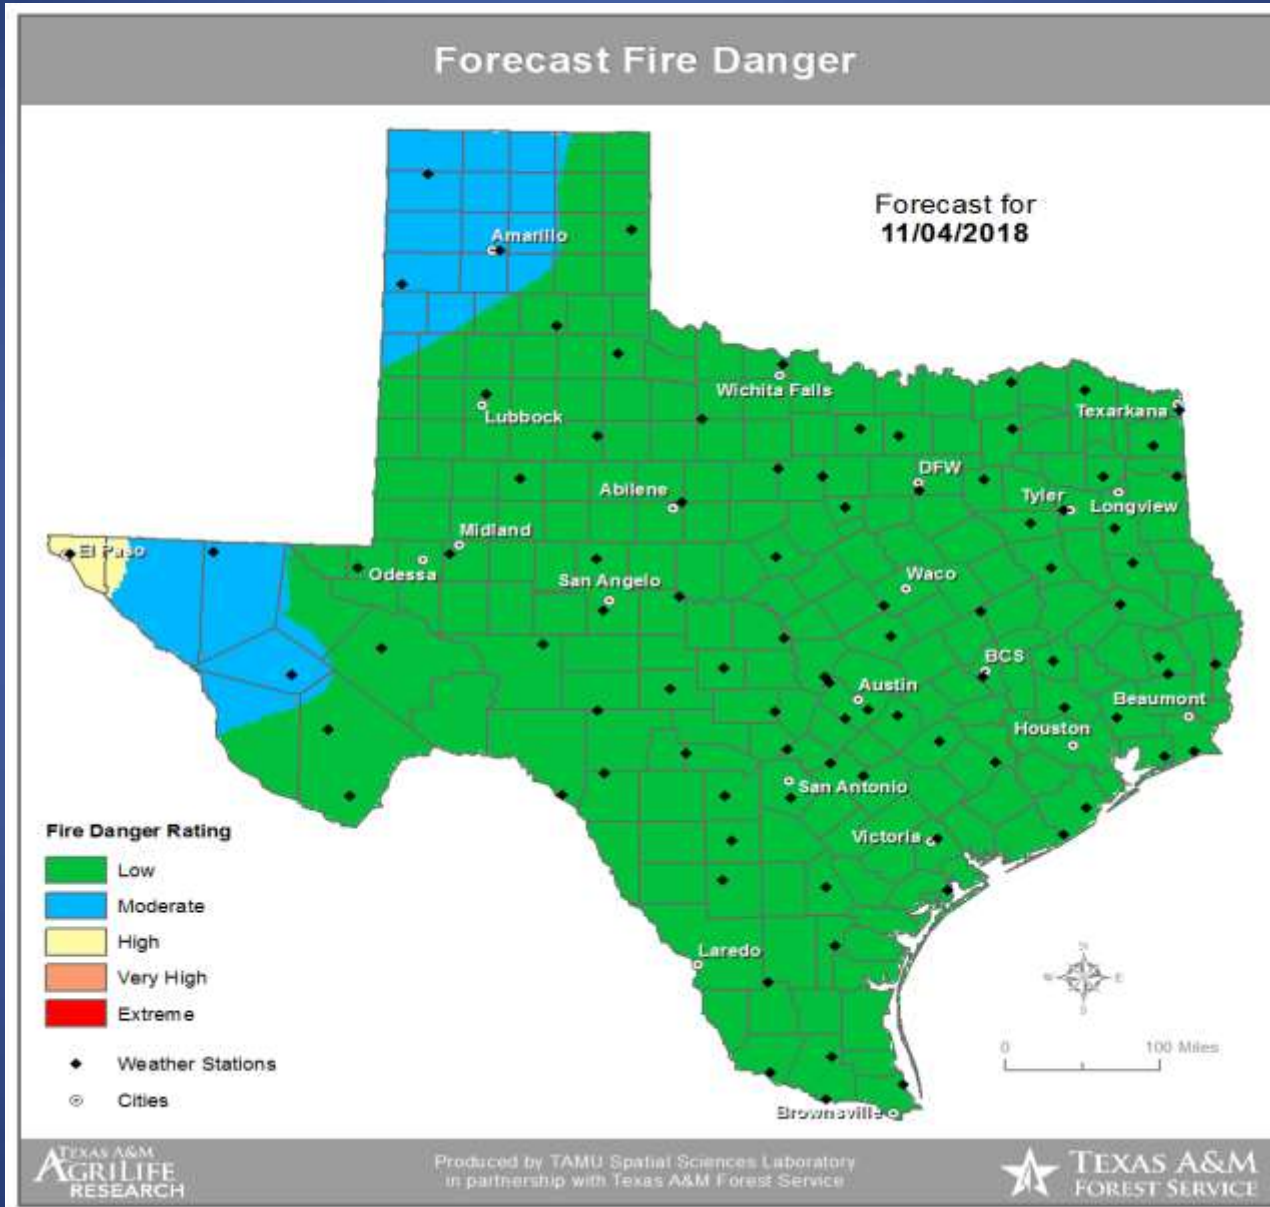 Forecast Fire Danger
Forecast for
11/04/2018
Amarillo
Wichita Falls
Lubbock
Texarkana
DFW
Abilene
Tyler
Longview
Midland
El Paso
Odessa
San Angelo
Waco
BCS
Austin
Beaumont
Houston
San Antonio
Victoria
Laredo
Brownsville
Fire Danger Rating
Low
Moderate
High
Very High
Extreme
Weather Stations
Cities
N
W E
S
0 100 Miles
TEXAS A&M
AGRILIFE
RESEARCH
Produced by TAMU Spatial Sciences Laboratory
in partnership with Texas A&M Forest Service
TEXAS A&M
FOREST SERVICE